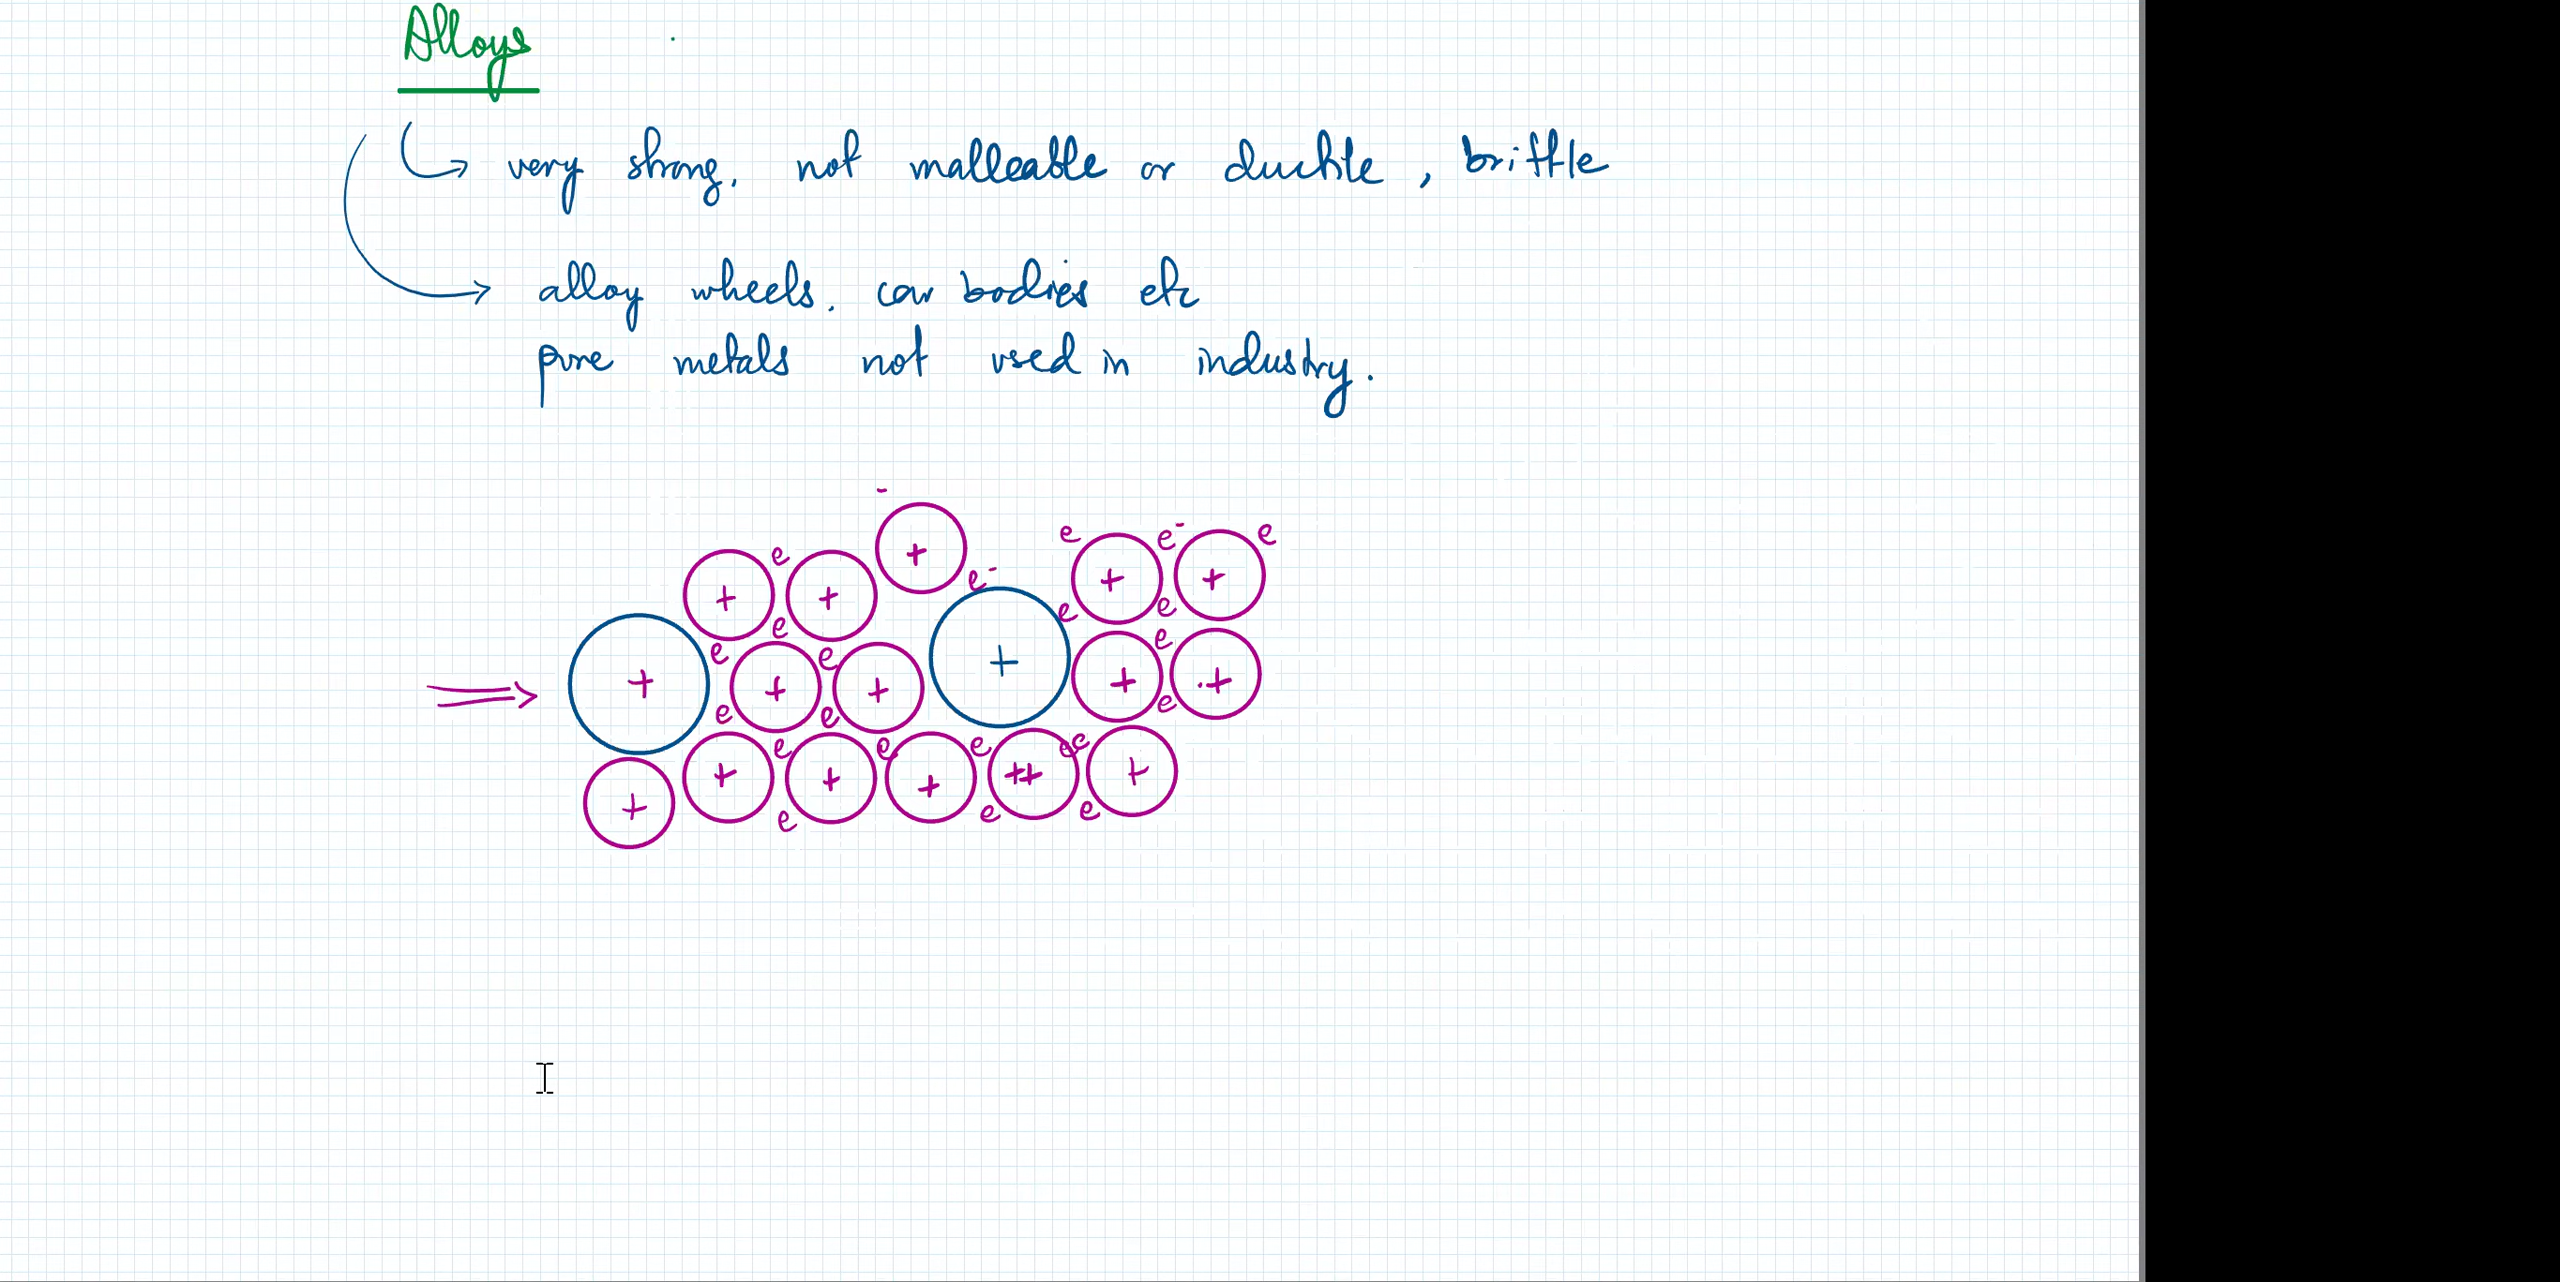 Alloys
very strong, not malleable or ductile, brittle
alloy wheels, car bodies etc
pure metals not used in industry.
-
+ e e- e
e + + + e- + +
+ e e e
+ e + e + + e + .+
e e e
+ + e + e + e ++ ec +
+ e e e